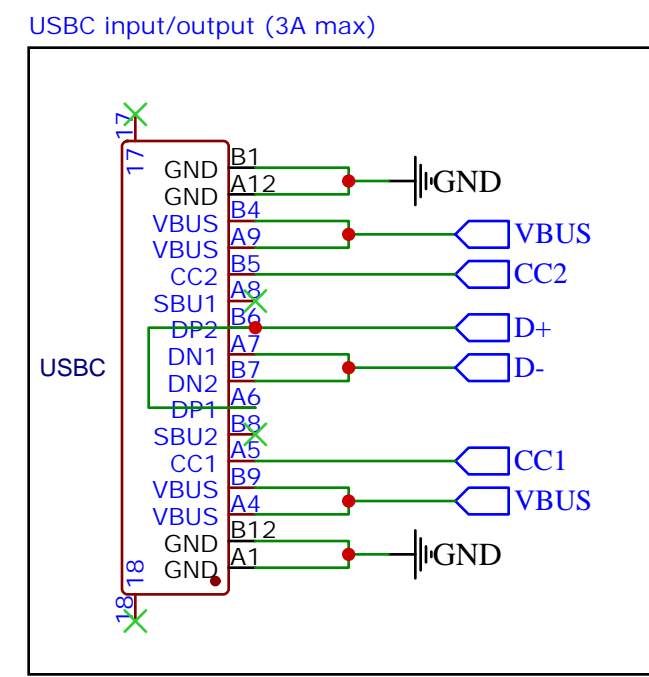 USBC input/output (3A max)
17
17
GND B1
GND
GND A12
VBUS B4
VBUS
VBUS A9
CC2 B5
CC2
SBU1 A8
DP2 B6
D+
DN1 A7
USBC
D-
DN2 B7
DP1 A6
SBU2 B8
CC1 A5
CC1
VBUS B9
VBUS
VBUS A4
GND B12
GND
GND A1
18
18